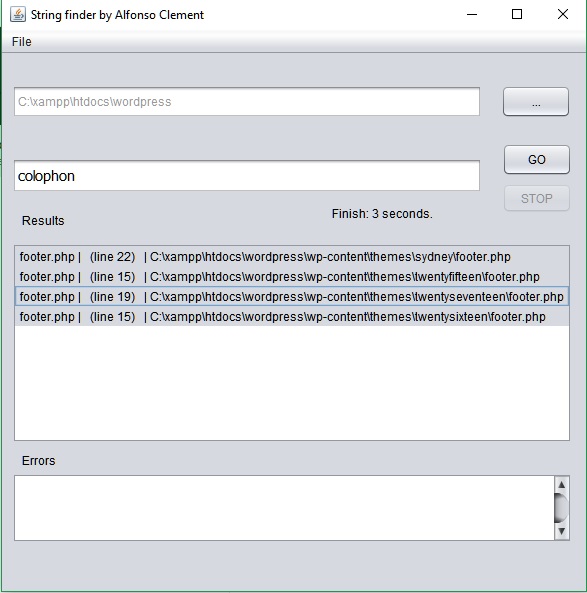 String finder by Alfonso Clement
File
C:\xampp\htdocs\wordpress
...
GO
colophon
STOP
Finish: 3 seconds.
Results
footer.php | (line 22) | C:\xampp\htdocs\wordpress\wp-content\themes\sydney\footer.php
footer.php | (line 15) | C:\xampp\htdocs\wordpress\wp-content\themes\twentyfifteen\footer.php
footer.php | (line 19) | C:\xampp\htdocs\wordpress\wp-content\themes\twentyseventeen\footer.php
footer.php | (line 15) | C:\xampp\htdocs\wordpress\wp-content\themes\twentysixteen\footer.php
Errors